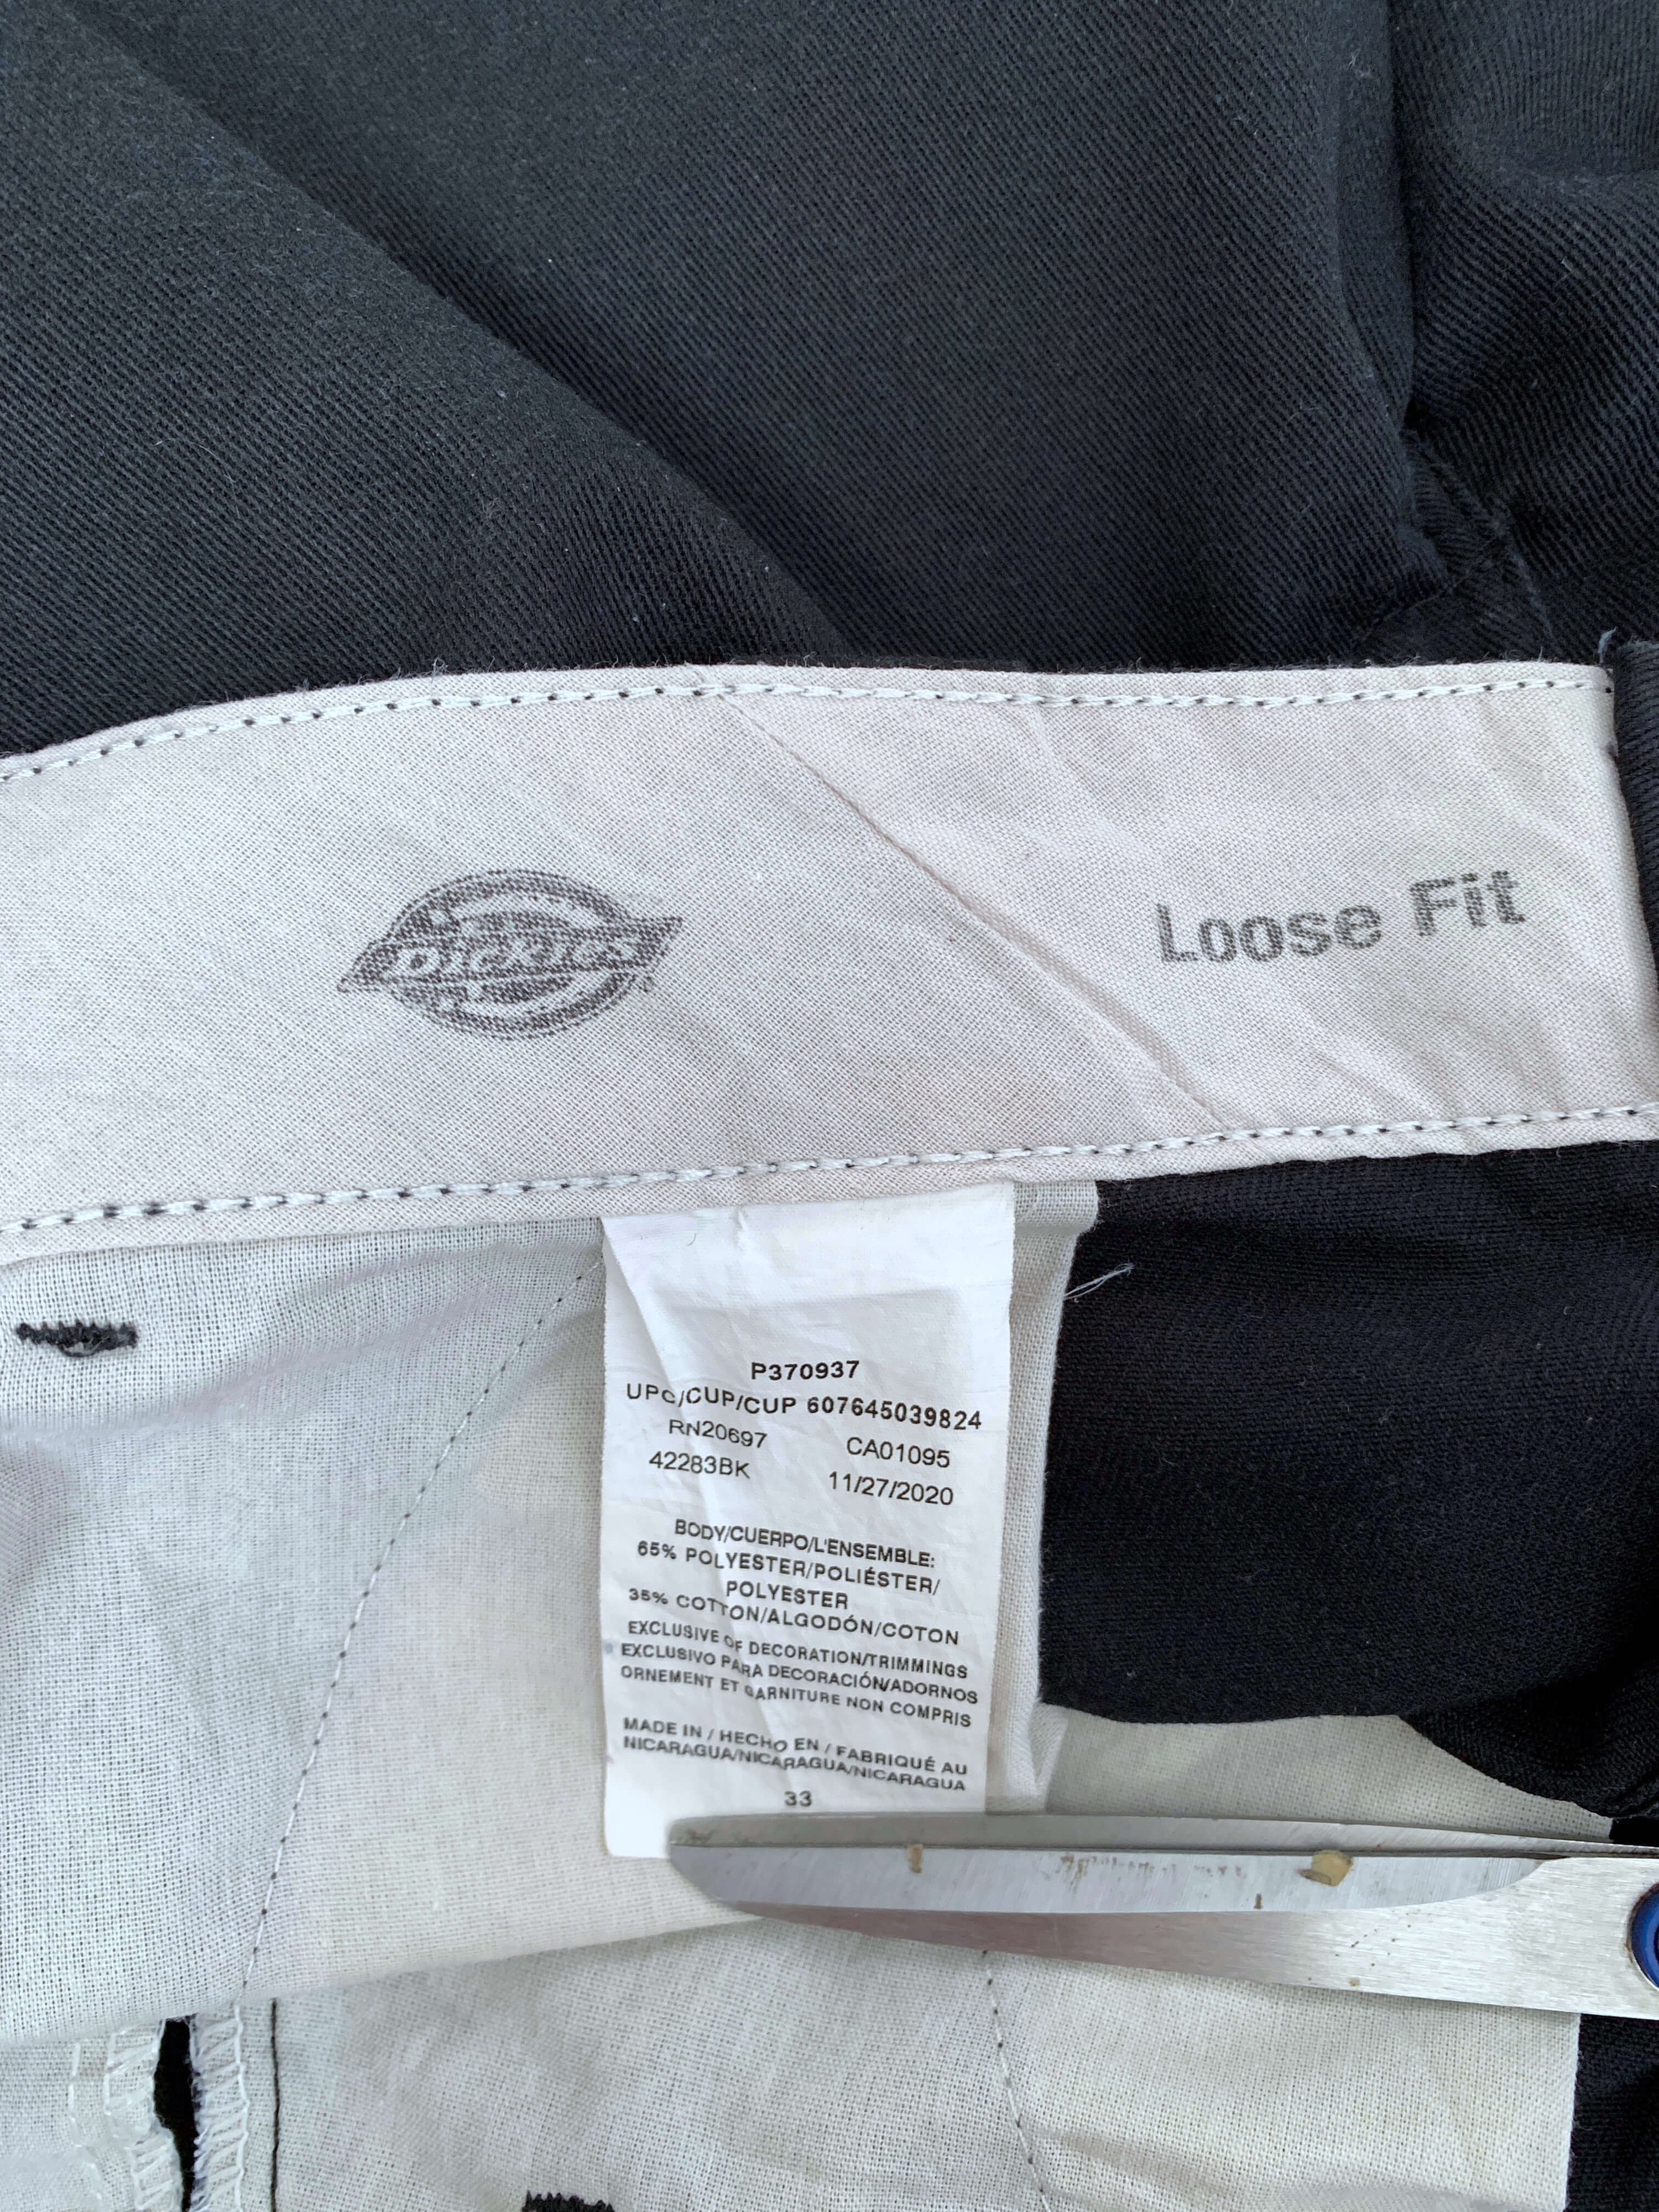 Dickies
Loose Fit
P370937
UPC/CUP/CUP 607645039824
RN20697 CA01095
42283BK 11/27/2020
BODY/CUERPO/L'ENSEMBLE:
65% POLYESTER/POLIÉSTER/
POLYESTER
35% COTTON/ALGODÓN/COTON
EXCLUSIVE OF DECORATION/TRIMMINGS
EXCLUSIVO PARA DECORACIÓN/ADORNOS
ORNEMENT ET GARNITURE NON COMPRIS
MADE IN / HECHO EN / FABRIQUÉ AU
NICARAGUA/NICARAGUA/NICARAGUA
33